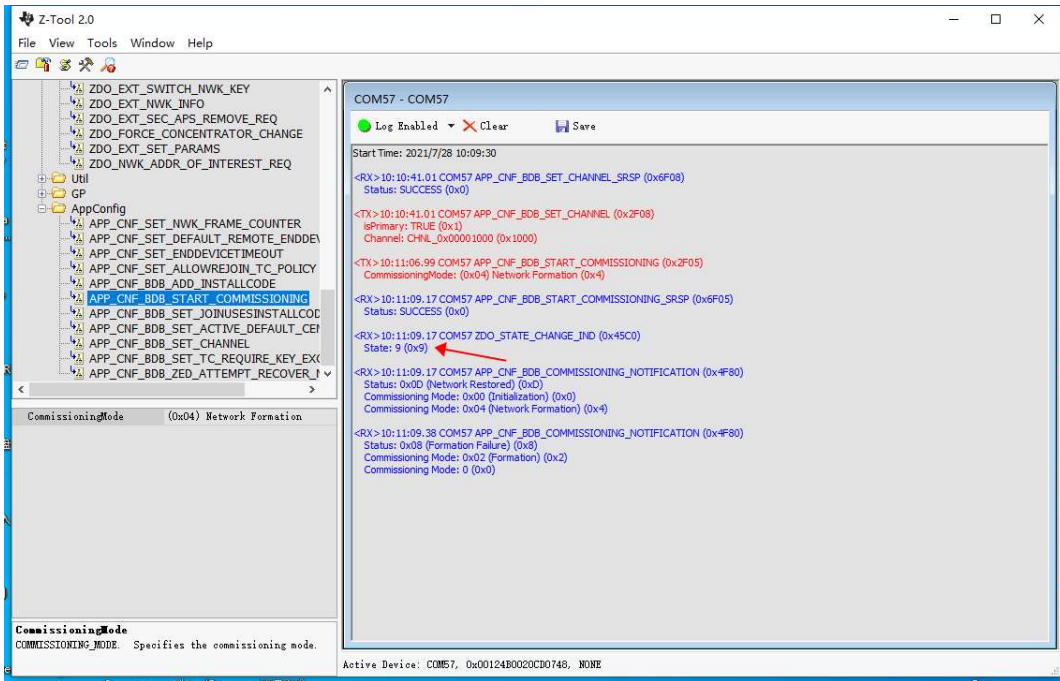 Z-Tool 2.0
File View Tools Window Help
ZDO_EXT_SWITCH_NWK_KEY
ZDO_EXT_NWK_INFO
ZDO_EXT_SEC_APS_REMOVE_REQ
ZDO_FORCE_CONCENTRATOR_CHANGE
ZDO_EXT_SET_PARAMS
ZDO_NWK_ADDR_OF_INTEREST_REQ
Util
GP
AppConfig
APP_CNF_SET_NWK_FRAME_COUNTER
APP_CNF_SET_DEFAULT_REMOTE_ENDDEV
APP_CNF_SET_ENDDEVICETIMEOUT
APP_CNF_SET_ALLOWREJOIN_TC_POLICY
APP_CNF_BDB_ADD_INSTALLCODE
APP_CNF_BDB_START_COMMISSIONING
APP_CNF_BDB_SET_JOINUSESINSTALLCOD
APP_CNF_BDB_SET_ACTIVE_DEFAULT_CEN
APP_CNF_BDB_SET_CHANNEL
APP_CNF_BDB_SET_TC_REQUIRE_KEY_EXC
APP_CNF_BDB_ZED_ATTEMPT_RECOVER_N
CommissioningMode (0x04) Network Formation
CommissioningMode
COMMISSIONING_MODE. Specifies the commissioning mode.
COM57 - COM57
Log Enabled Clear Save
Start Time: 2021/7/28 10:09:30
<RX>10:10:41.01 COM57 APP_CNF_BDB_SET_CHANNEL_SRSP (0x6F08)
Status: SUCCESS (0x0)
<TX>10:10:41.01 COM57 APP_CNF_BDB_SET_CHANNEL (0x2F08)
isPrimary: TRUE (0x1)
Channel: CHNL_0x00001000 (0x1000)
<TX>10:11:06.99 COM57 APP_CNF_BDB_START_COMMISSIONING (0x2F05)
CommissioningMode: (0x04) Network Formation (0x4)
<RX>10:11:09.17 COM57 APP_CNF_BDB_START_COMMISSIONING_SRSP (0x6F05)
Status: SUCCESS (0x0)
<RX>10:11:09.17 COM57 ZDO_STATE_CHANGE_IND (0x45C0)
State: 9 (0x9)
<RX>10:11:09.17 COM57 APP_CNF_BDB_COMMISSIONING_NOTIFICATION (0x4F80)
Status: 0x0D (Network Restored) (0xD)
Commissioning Mode: 0x00 (Initialization) (0x0)
Commissioning Mode: 0x04 (Network Formation) (0x4)
<RX>10:11:09.38 COM57 APP_CNF_BDB_COMMISSIONING_NOTIFICATION (0x4F80)
Status: 0x08 (Formation Failure) (0x8)
Commissioning Mode: 0x02 (Formation) (0x2)
Commissioning Mode: 0 (0x0)
Active Device: COM57, 0x00124B0020CD0748, NONE